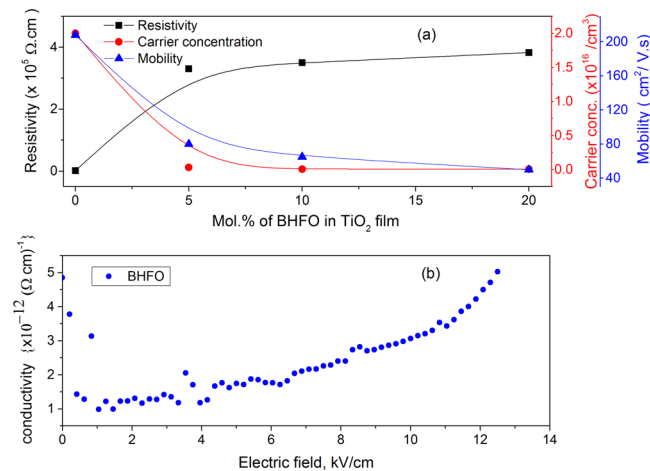 Resistivity
Carrier concentration
Mobility
(a)
Resistivity (x 10⁵ Ω.cm)
4
2
0
Carrier conc. (x10¹⁶ /cm³)
2.0
1.5
1.0
0.5
0.0
Mobility ( cm²/ V.s)
200
160
120
80
40
0 5 10 15 20
Mol.% of BHFO in TiO₂ film
BHFO
(b)
conductivity {x10⁻¹² (Ω cm)⁻¹}
5
4
3
2
1
0 2 4 6 8 10 12 14
Electric field, kV/cm